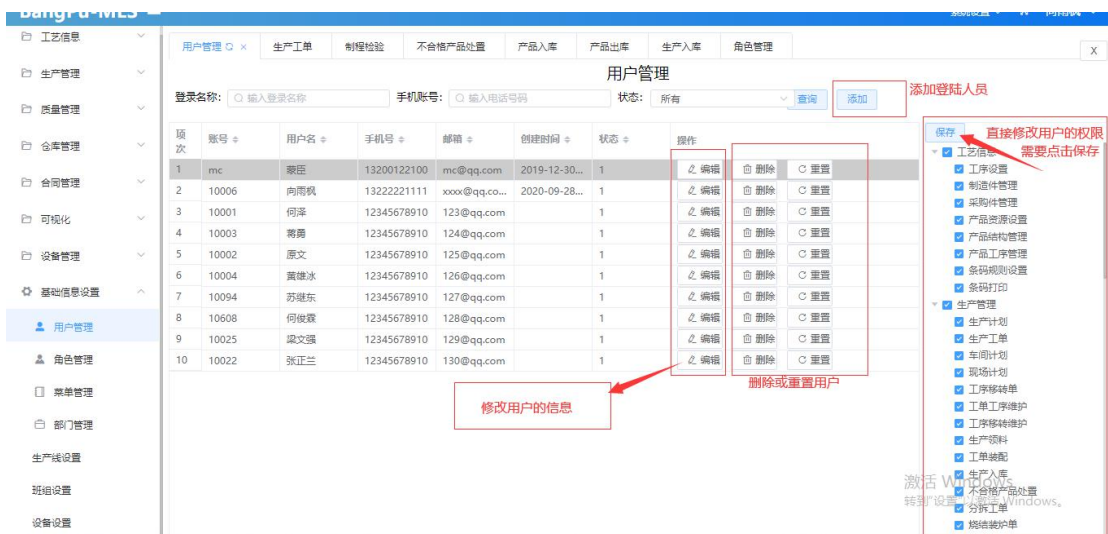 BangPu-MES
系统设置
向雨枫
工艺信息
生产管理
质量管理
仓库管理
合同管理
可视化
设备管理
基础信息设置
用户管理
角色管理
菜单管理
部门管理
生产线设置
班组设置
设备设置
用户管理 × 生产工单 制程检验 不合格产品处置 产品入库 产品出库 生产入库 角色管理
X
用户管理
登录名称: 输入登录名称 手机账号: 输入电话号码 状态: 所有 查询 添加
添加登陆人员
项次 账号 用户名 手机号 邮箱 创建时间 状态 操作
1 mc 蒙臣 13200122100 mc@qq.com 2019-12-30... 1 编辑 删除 重置
2 10006 向雨枫 13222221111 xxxx@qq.co... 2020-09-28... 1 编辑 删除 重置
3 10001 何泽 12345678910 123@qq.com 1 编辑 删除 重置
4 10003 蒋勇 12345678910 124@qq.com 1 编辑 删除 重置
5 10002 原文 12345678910 125@qq.com 1 编辑 删除 重置
6 10004 黄雄冰 12345678910 126@qq.com 1 编辑 删除 重置
7 10094 苏继东 12345678910 127@qq.com 1 编辑 删除 重置
8 10608 何俊霖 12345678910 128@qq.com 1 编辑 删除 重置
9 10025 梁文强 12345678910 129@qq.com 1 编辑 删除 重置
10 10022 张正兰 12345678910 130@qq.com 1 编辑 删除 重置
修改用户的信息
删除或重置用户
保存
直接修改用户的权限
需要点击保存
工艺信息
工序设置
制造件管理
采购件管理
产品资源设置
产品结构管理
产品工序管理
条码规则设置
条码打印
生产管理
生产计划
生产工单
车间计划
现场计划
工序移转单
工单工序维护
工序移转维护
生产领料
工单装配
生产入库
不合格产品处置
分拆工单
烧结装炉单
激活 Windows
转到"设置"以激活 Windows。